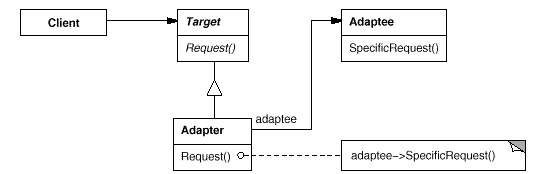 Client
Target
Request()
Adaptee
SpecificRequest()
adaptee
Adapter
Request()
adaptee->SpecificRequest()